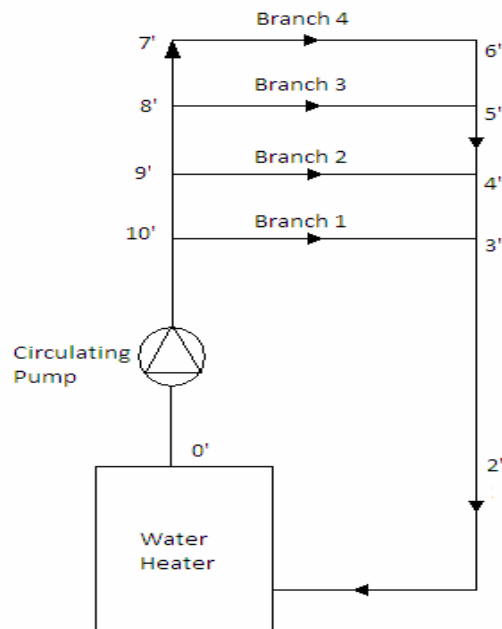 Branch 4
7'
6'
Branch 3
8'
5'
Branch 2
9'
4'
Branch 1
10'
3'
Circulating
Pump
0'
2'
Water
Heater